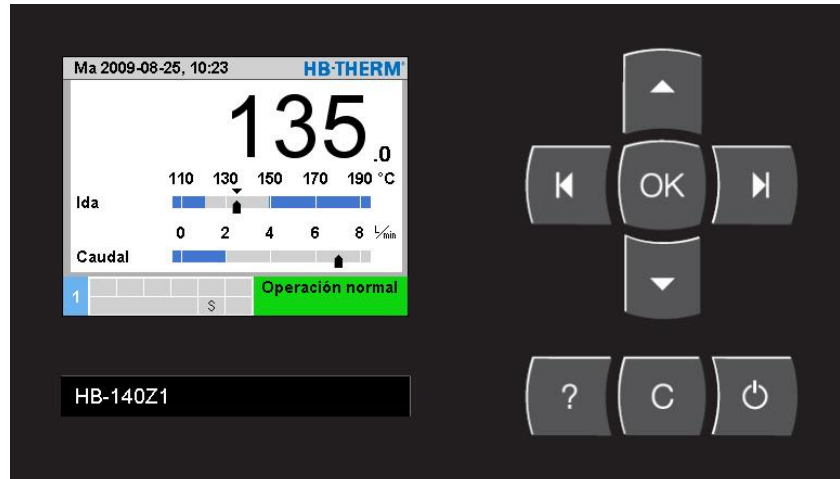 Ma 2009-08-25, 10:23 HB-THERM®
135.0
110 130 150 170 190 °C
Ida
0 2 4 6 8 L/min
Caudal
1 S Operación normal
OK
HB-140Z1
? C